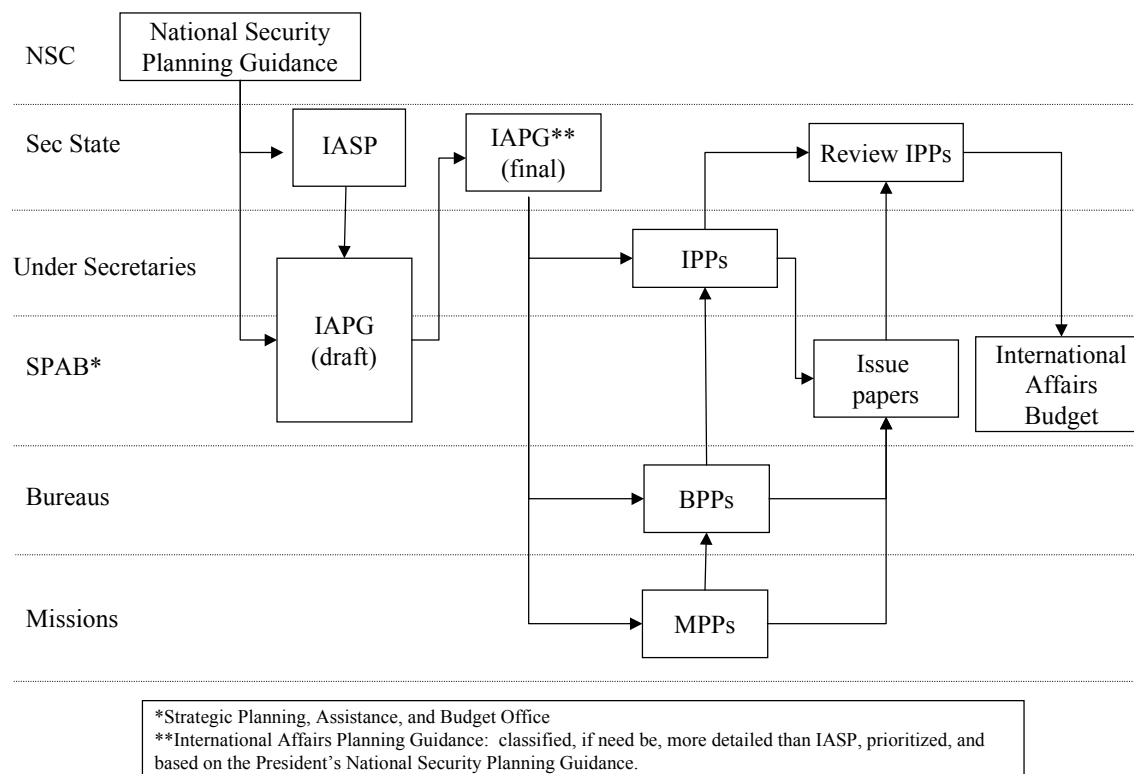 NSC
National Security
Planning Guidance
Sec State
IASP
IAPG**
(final)
Review IPPs
Under Secretaries
IPPs
SPAB*
IAPG
(draft)
Issue
papers
International
Affairs
Budget
Bureaus
BPPs
Missions
MPPs
*Strategic Planning, Assistance, and Budget Office
**International Affairs Planning Guidance:  classified, if need be, more detailed than IASP, prioritized, and
based on the President’s National Security Planning Guidance.